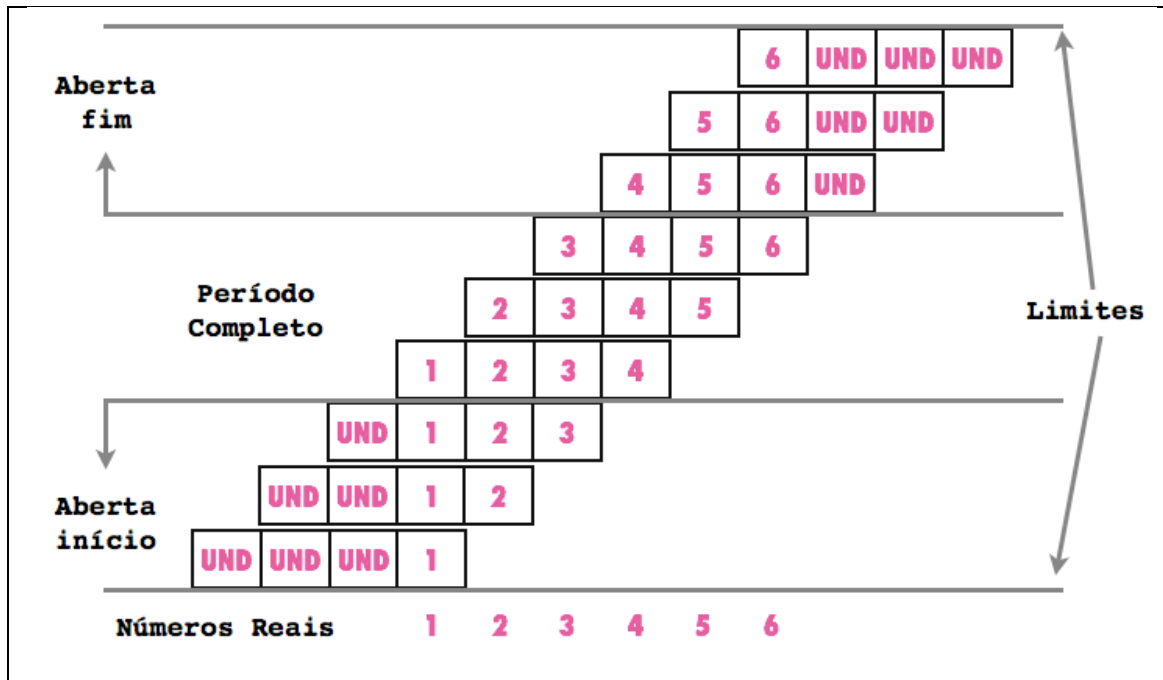 6 UND UND UND
Aberta
fim
5 6 UND UND
4 5 6 UND
3 4 5 6
Período
Completo
2 3 4 5
Limites
1 2 3 4
UND 1 2 3
UND UND 1 2
Aberta
início
UND UND UND 1
Números Reais 1 2 3 4 5 6